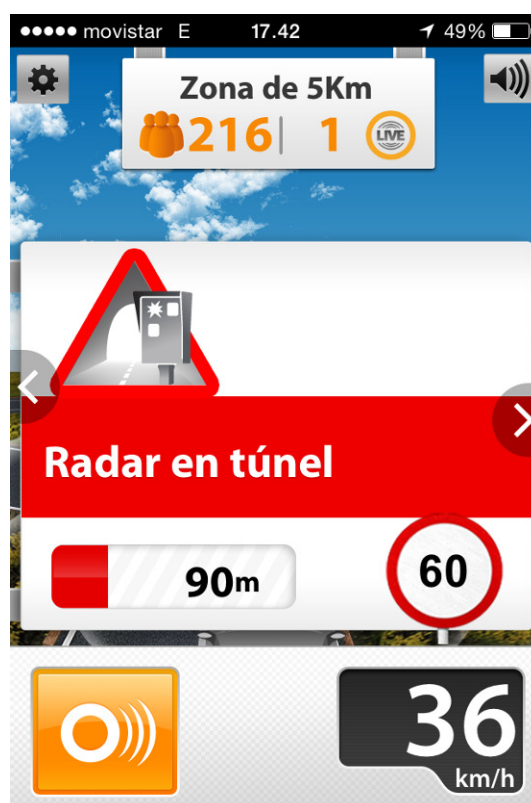 movistar E 17.42 49%
Zona de 5Km
216| 1 LIVE
Radar en túnel
90m
60
36
km/h